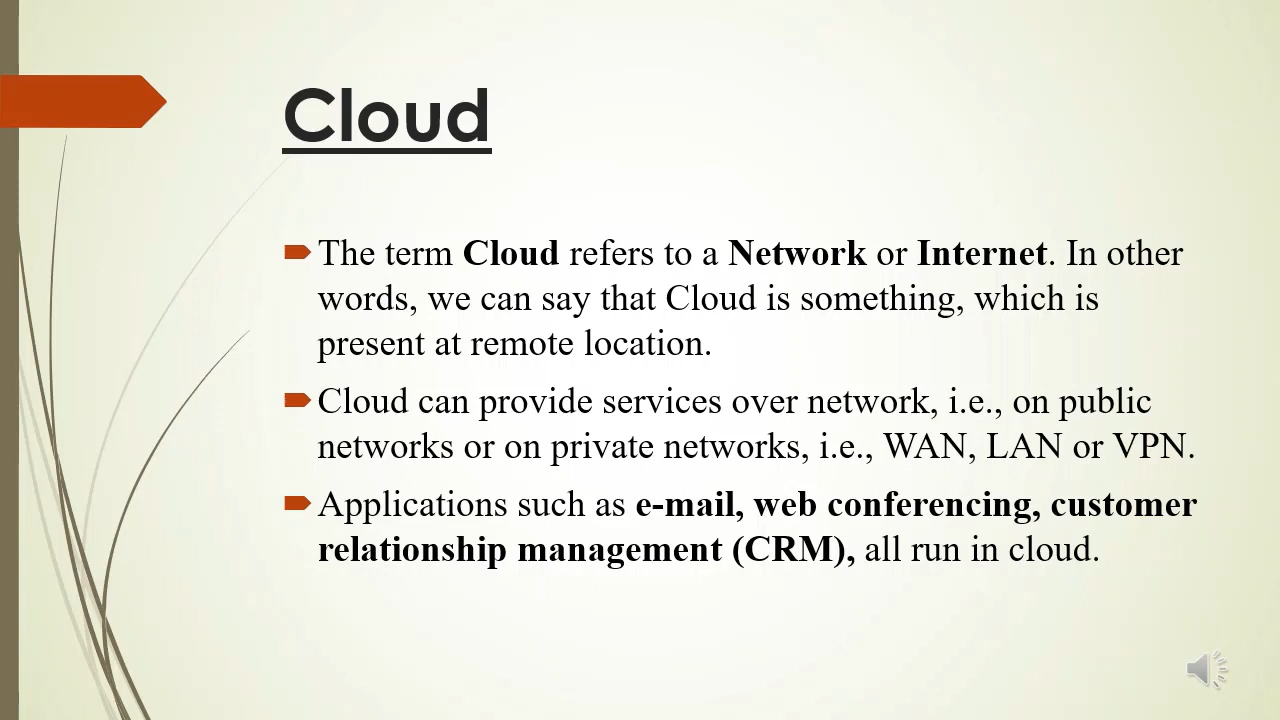 Cloud
The term Cloud refers to a Network or Internet. In other
words, we can say that Cloud is something, which is
present at remote location.
Cloud can provide services over network, i.e., on public
networks or on private networks, i.e., WAN, LAN or VPN.
Applications such as e-mail, web conferencing, customer
relationship management (CRM), all run in cloud.